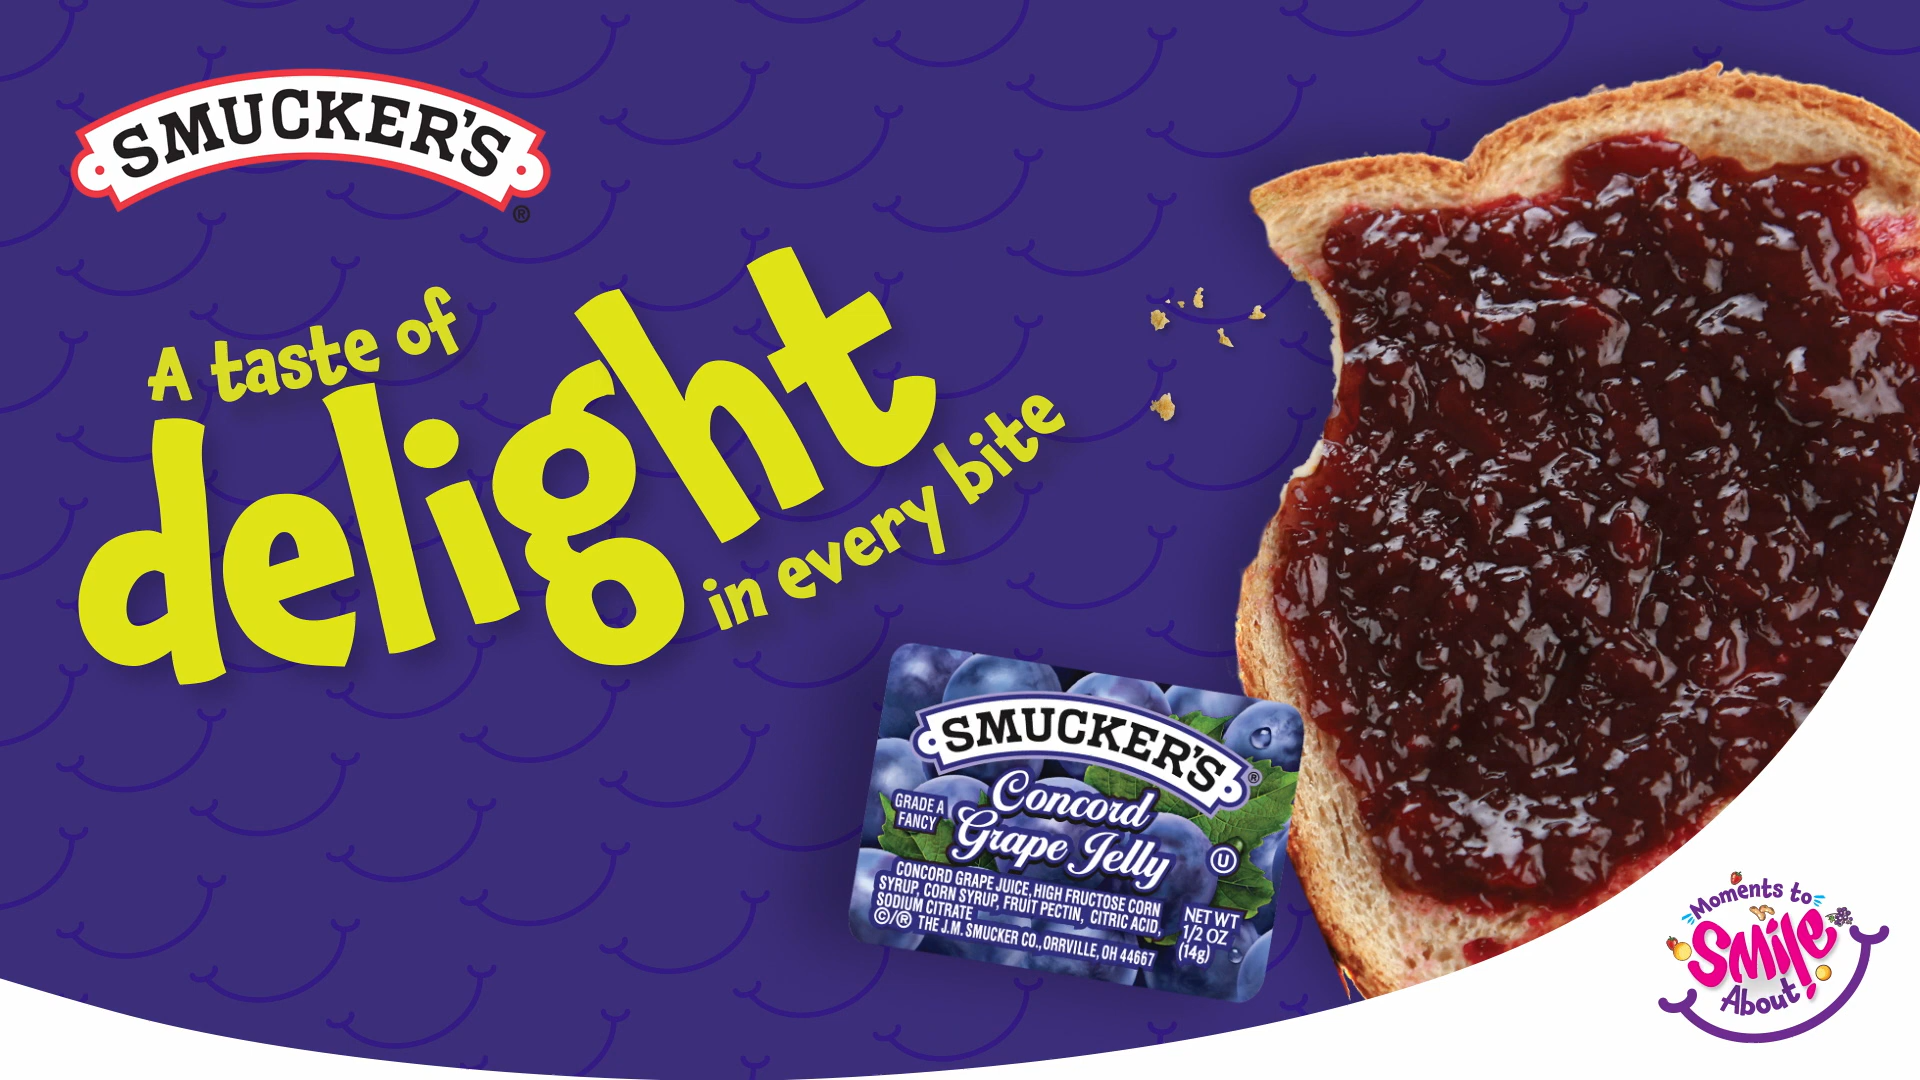 SMUCKER'S
®
A taste of
delight
in every bite
SMUCKER'S
®
Concord
Grape Jelly
GRADE A
FANCY
U
CONCORD GRAPE JUICE, HIGH FRUCTOSE CORN
SYRUP, CORN SYRUP, FRUIT PECTIN, CITRIC ACID,
SODIUM CITRATE
©/® THE J.M. SMUCKER CO., ORRVILLE, OH 44667
NET WT
1/2 OZ
(14g)
Moments to
SMiLe
About!